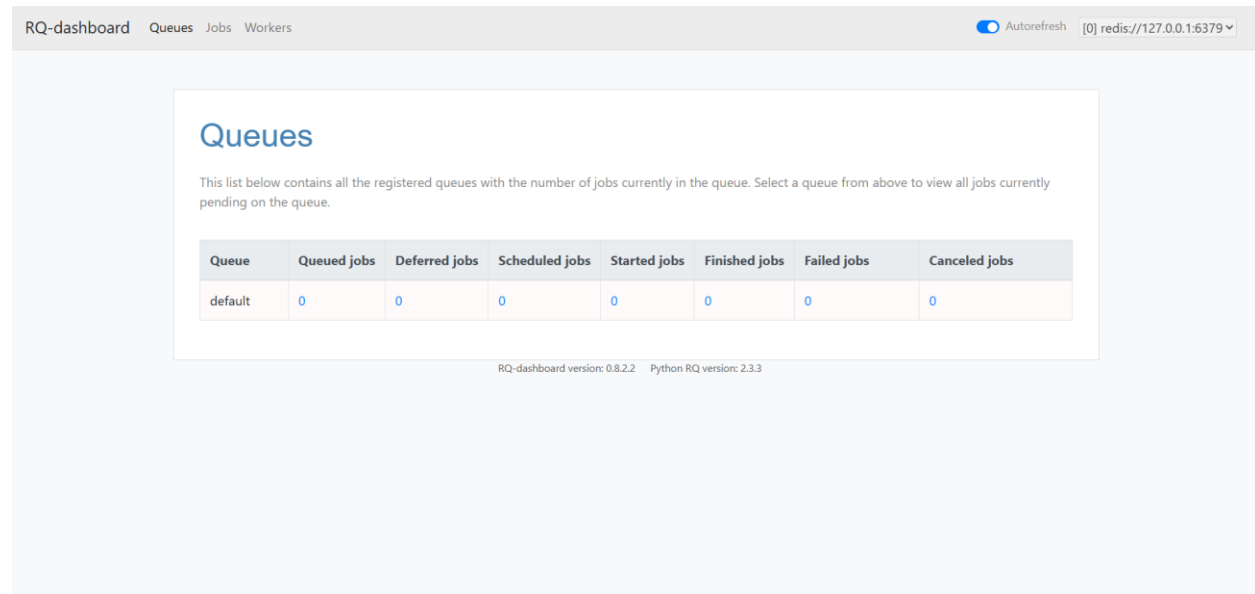 RQ-dashboard Queues Jobs Workers Autorefresh [0] redis://127.0.0.1:6379
Queues
This list below contains all the registered queues with the number of jobs currently in the queue. Select a queue from above to view all jobs currently
pending on the queue.
Queue Queued jobs Deferred jobs Scheduled jobs Started jobs Finished jobs Failed jobs Canceled jobs
default 0 0 0 0 0 0 0
RQ-dashboard version: 0.8.2.2 Python RQ version: 2.3.3